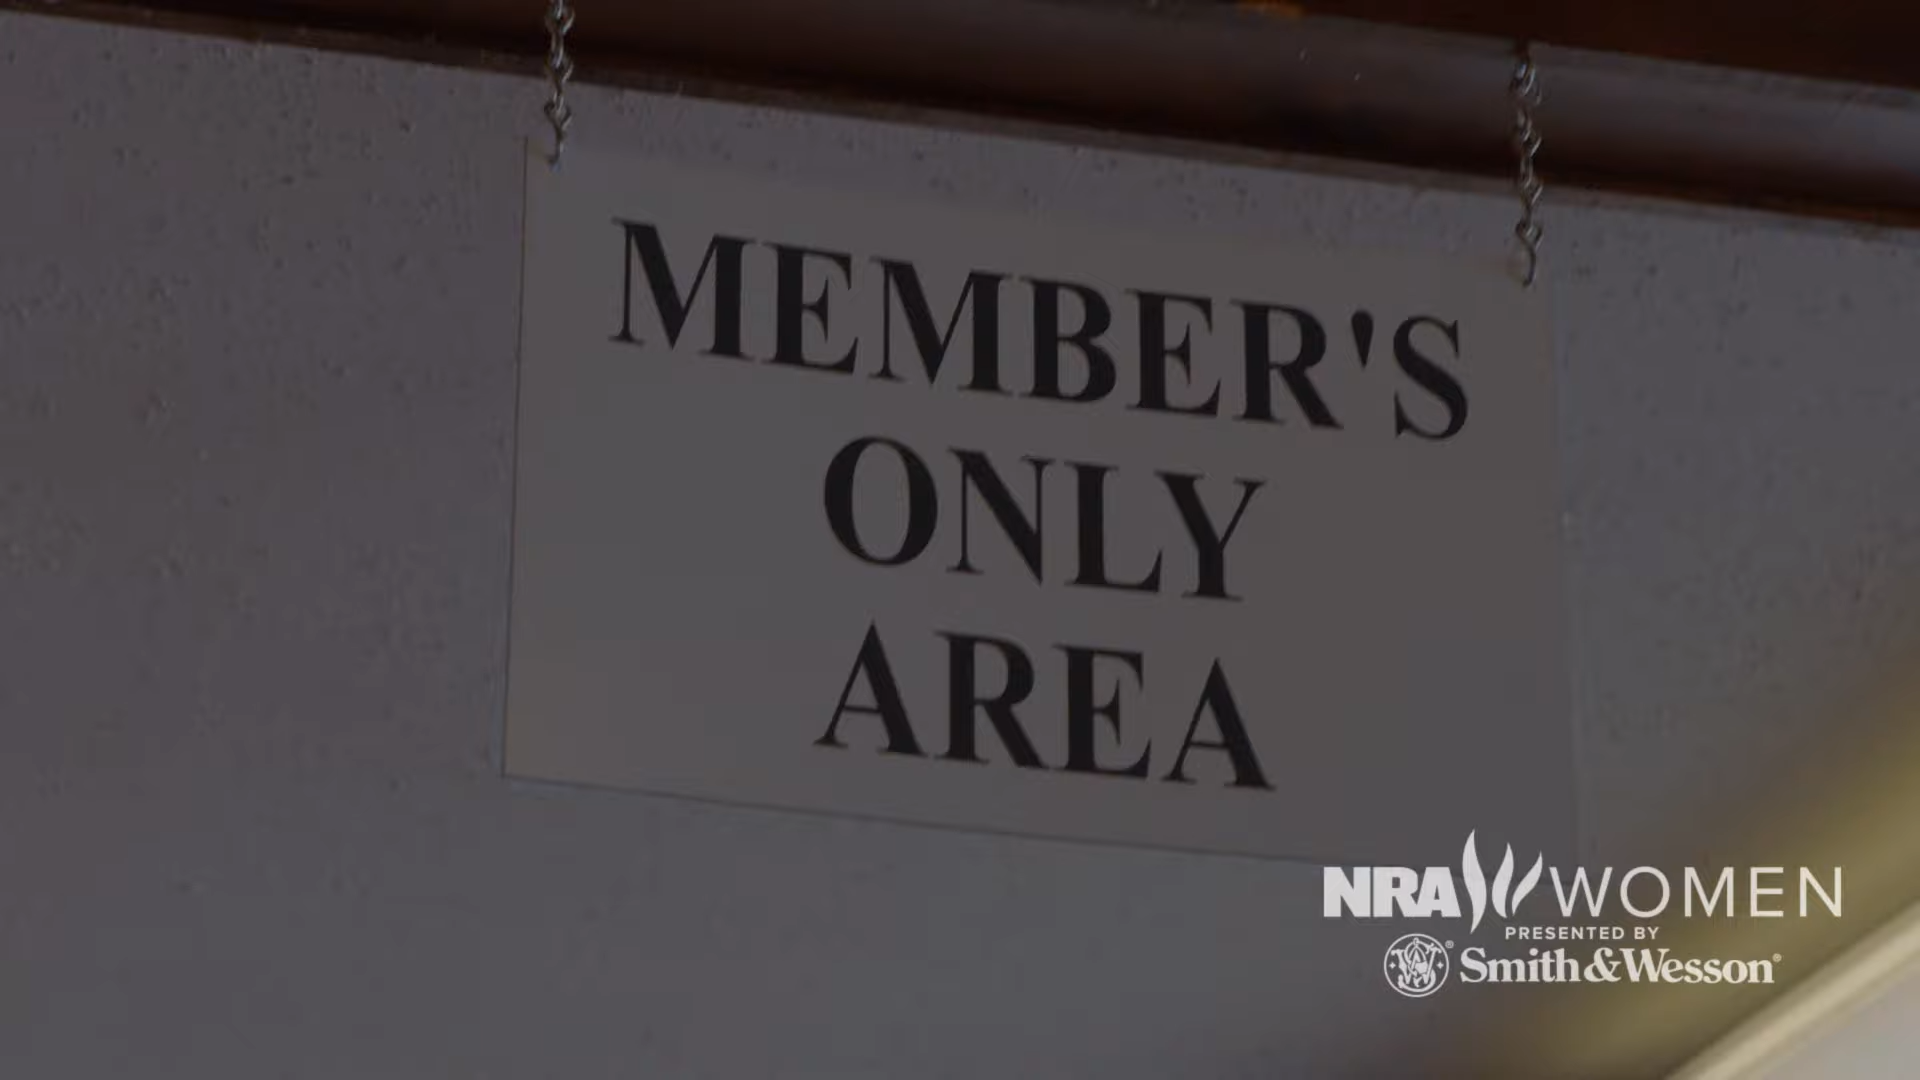 MEMBER'S
ONLY
AREA
NRA WOMEN
PRESENTED BY
Smith & Wesson®